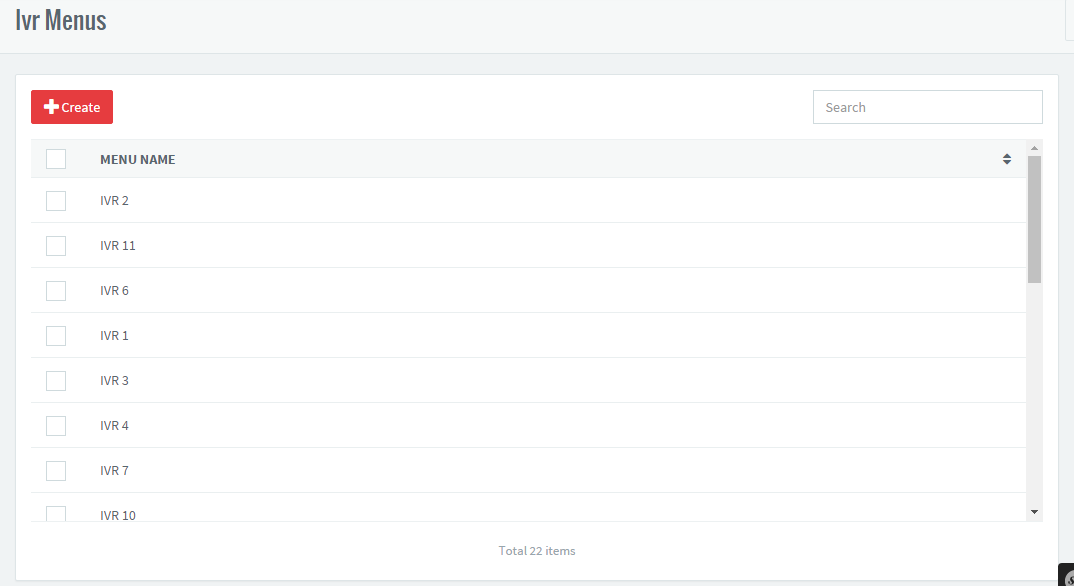 Ivr Menus
Create
Search
MENU NAME
IVR 2
IVR 11
IVR 6
IVR 1
IVR 3
IVR 4
IVR 7
IVR 10
Total 22 items